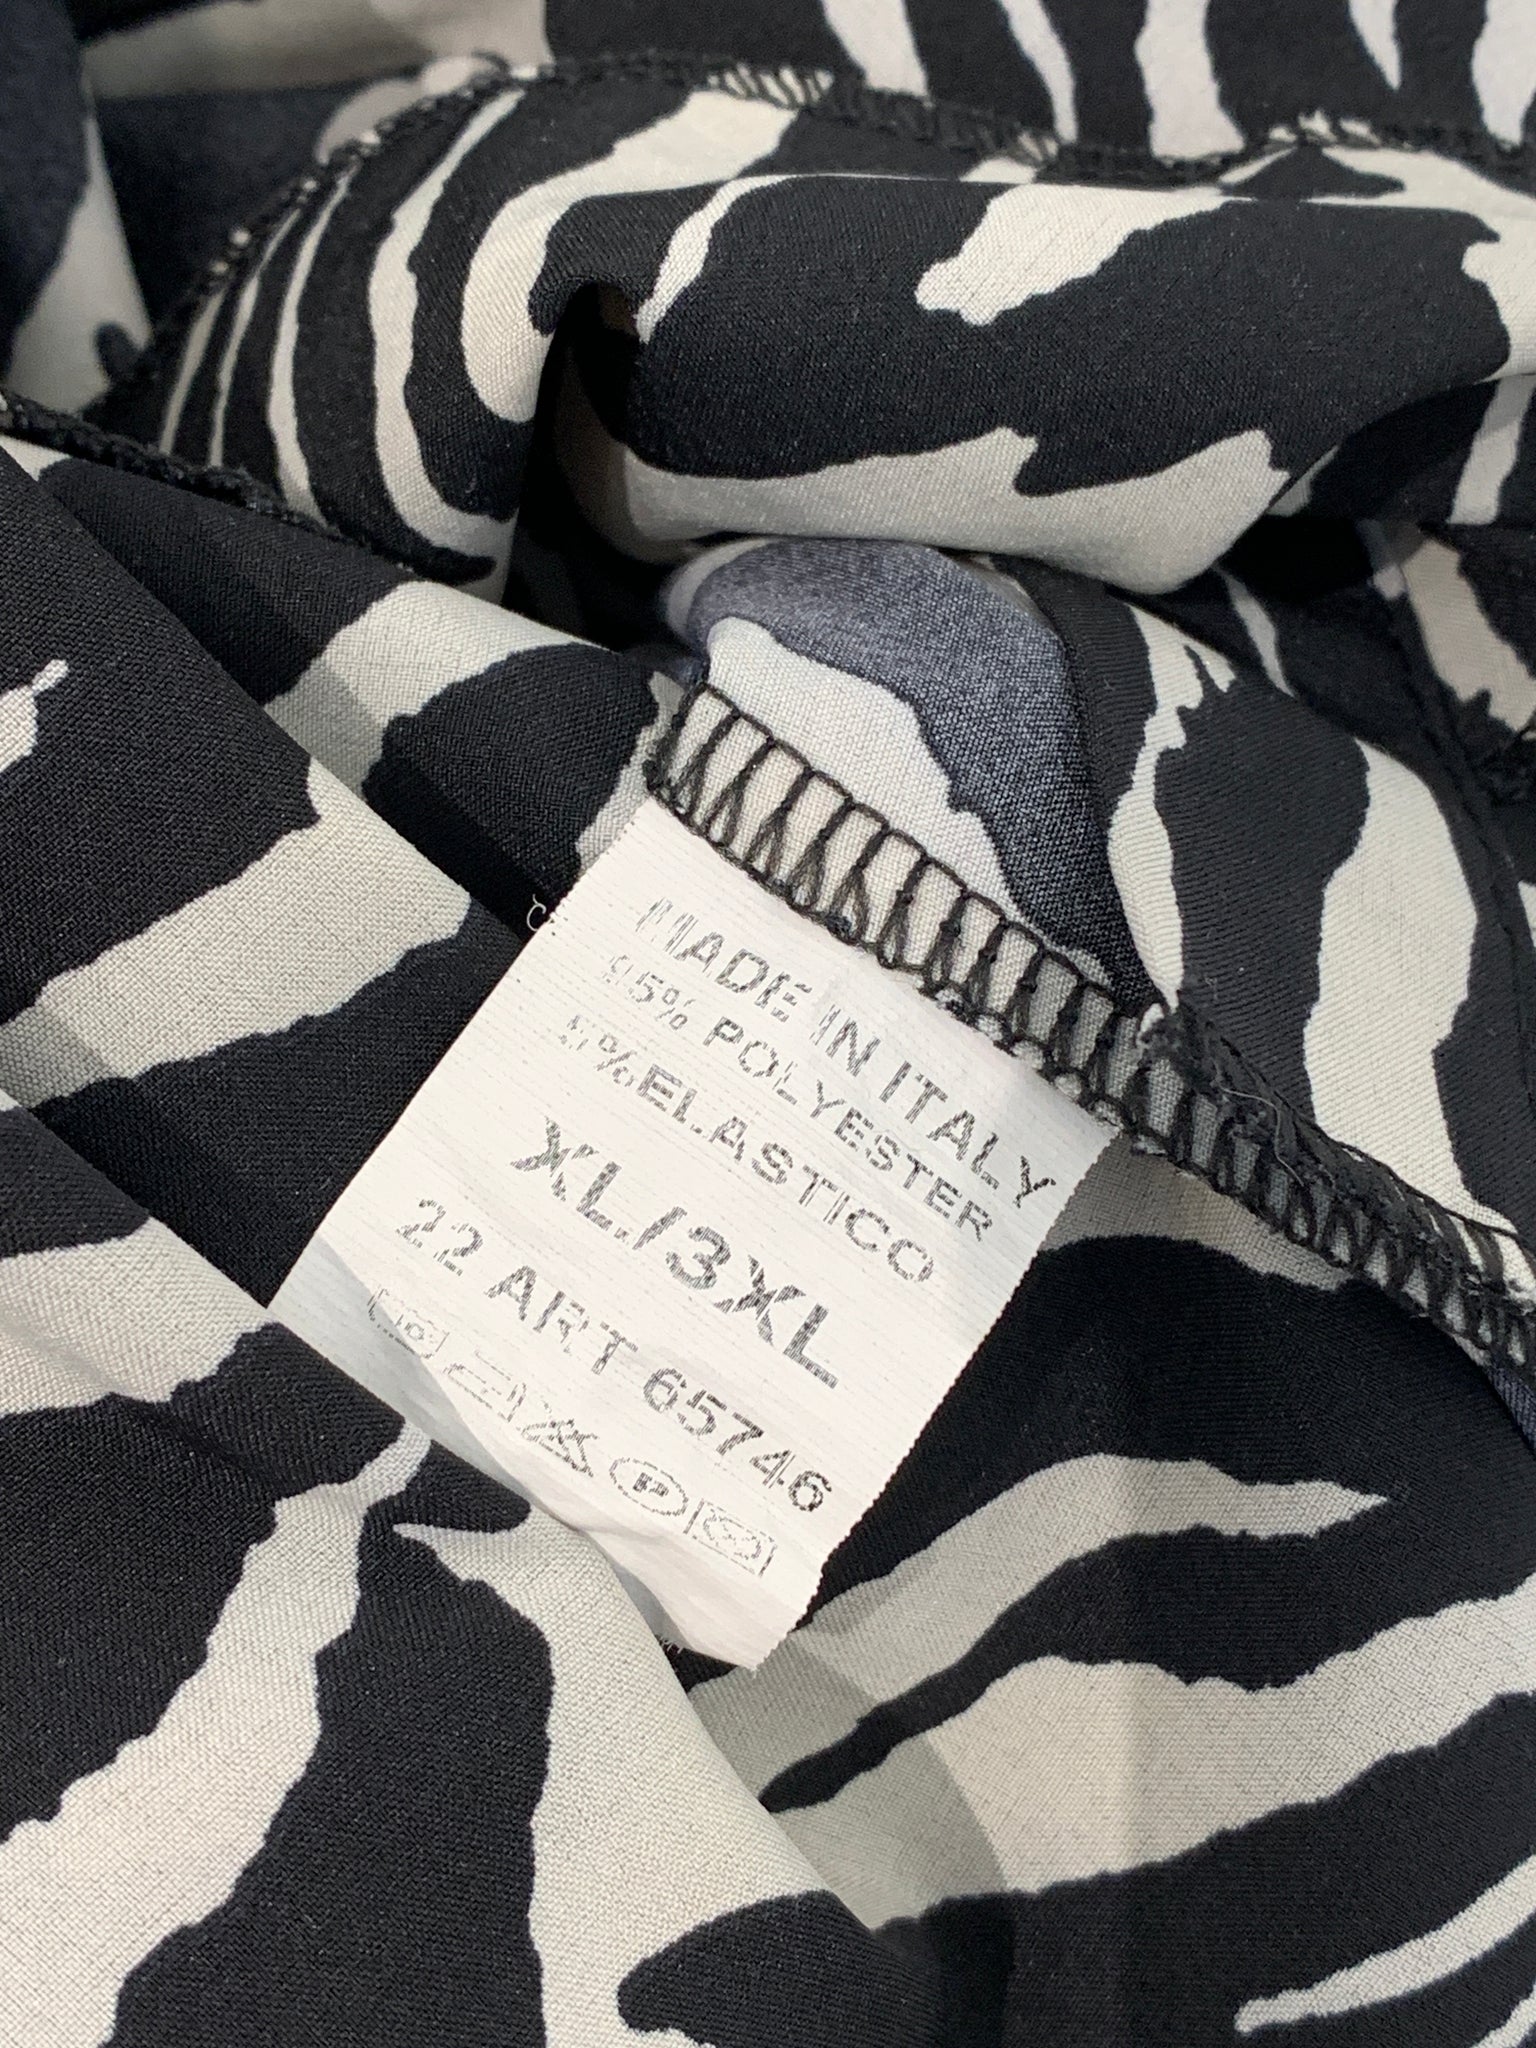 MADE IN ITALY
95% POLYESTER
5%ELASTICO
XL/3XL
22 ART 65746
P